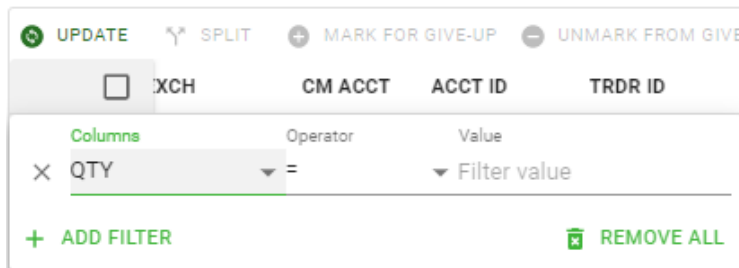 UPDATE SPLIT MARK FOR GIVE-UP UNMARK FROM GIVE
XCH CM ACCT ACCT ID TRDR ID
Columns Operator Value
QTY = Filter value
ADD FILTER REMOVE ALL